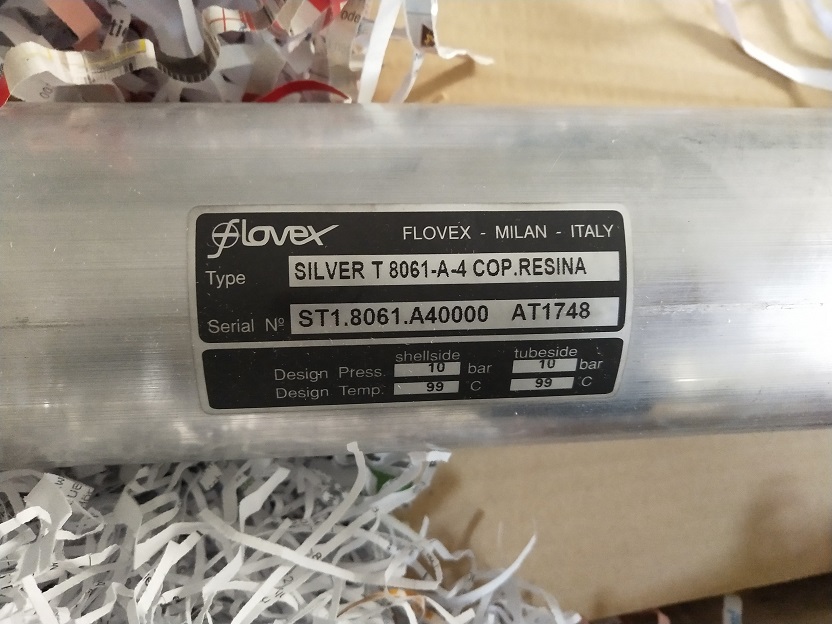 flovex FLOVEX - MILAN - ITALY
Type SILVER T 8061-A-4 COP.RESINA
Serial Nº ST1.8061.A40000 AT1748
shellside tubeside
Design Press. 10 bar 10 bar
Design Temp. 99 C 99 C